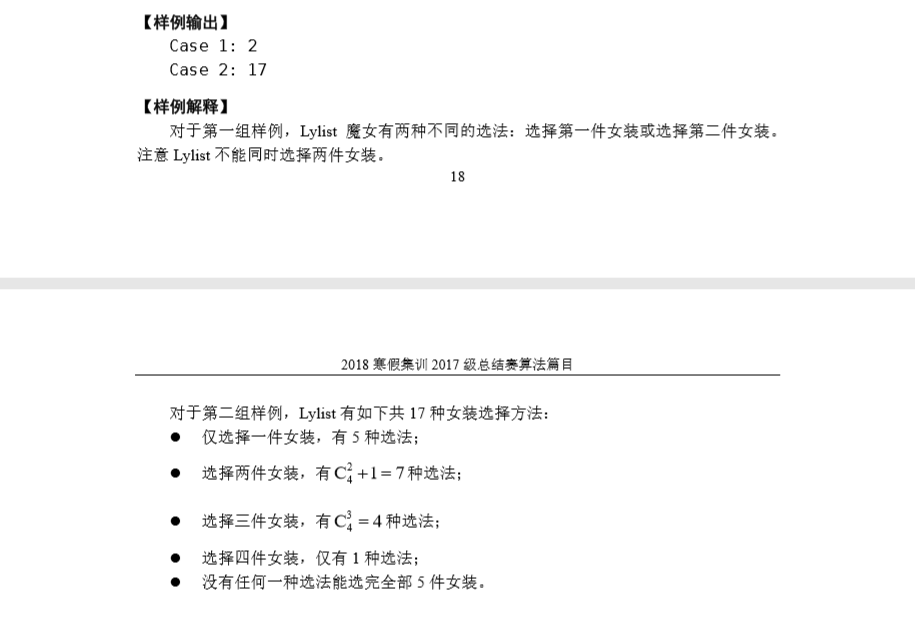 【样例输出】
Case 1: 2
Case 2: 17
【样例解释】
对于第一组样例，Lylist 魔女有两种不同的选法：选择第一件女装或选择第二件女装。
注意 Lylist 不能同时选择两件女装。
18
2018 寒假集训 2017 级总结赛算法篇目
对于第二组样例，Lylist 有如下共 17 种女装选择方法：
● 仅选择一件女装，有 5 种选法；
● 选择两件女装，有 C₄² +1 = 7 种选法；
● 选择三件女装，有 C₄³ = 4 种选法；
● 选择四件女装，仅有 1 种选法；
● 没有任何一种选法能选完全部 5 件女装。